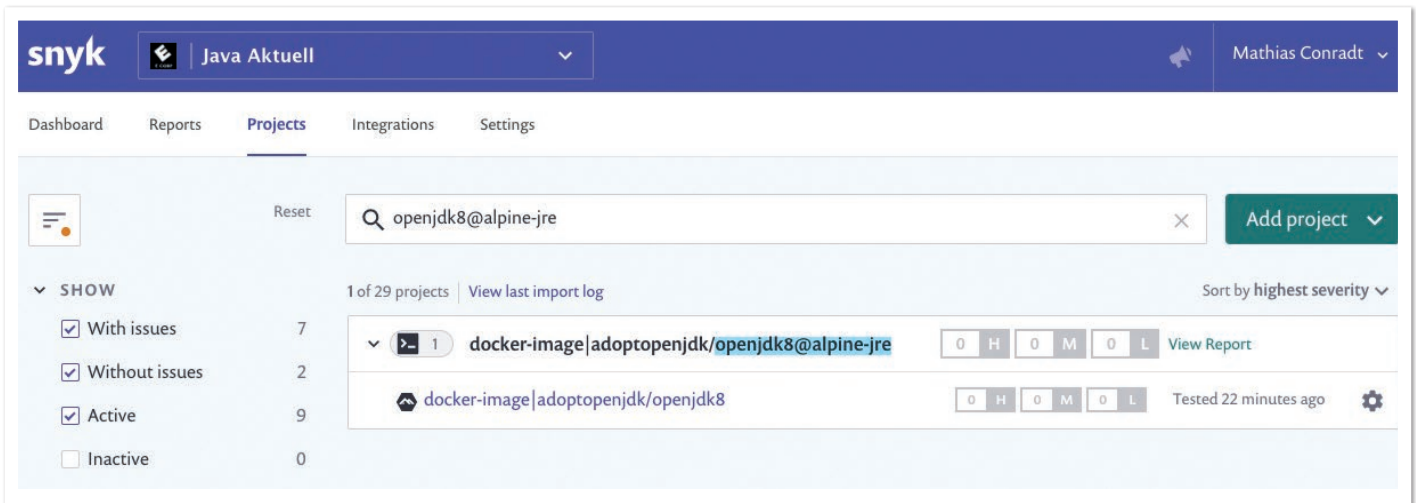 snyk Java Aktuell Mathias Conradt
Dashboard Reports Projects Integrations Settings
Reset openjdk8@alpine-jre Add project
SHOW 1 of 29 projects View last import log Sort by highest severity
With issues 7 1 docker-image|adoptopenjdk/openjdk8@alpine-jre 0 H 0 M 0 L View Report
Without issues 2
docker-image|adoptopenjdk/openjdk8 0 H 0 M 0 L Tested 22 minutes ago
Active 9
Inactive 0